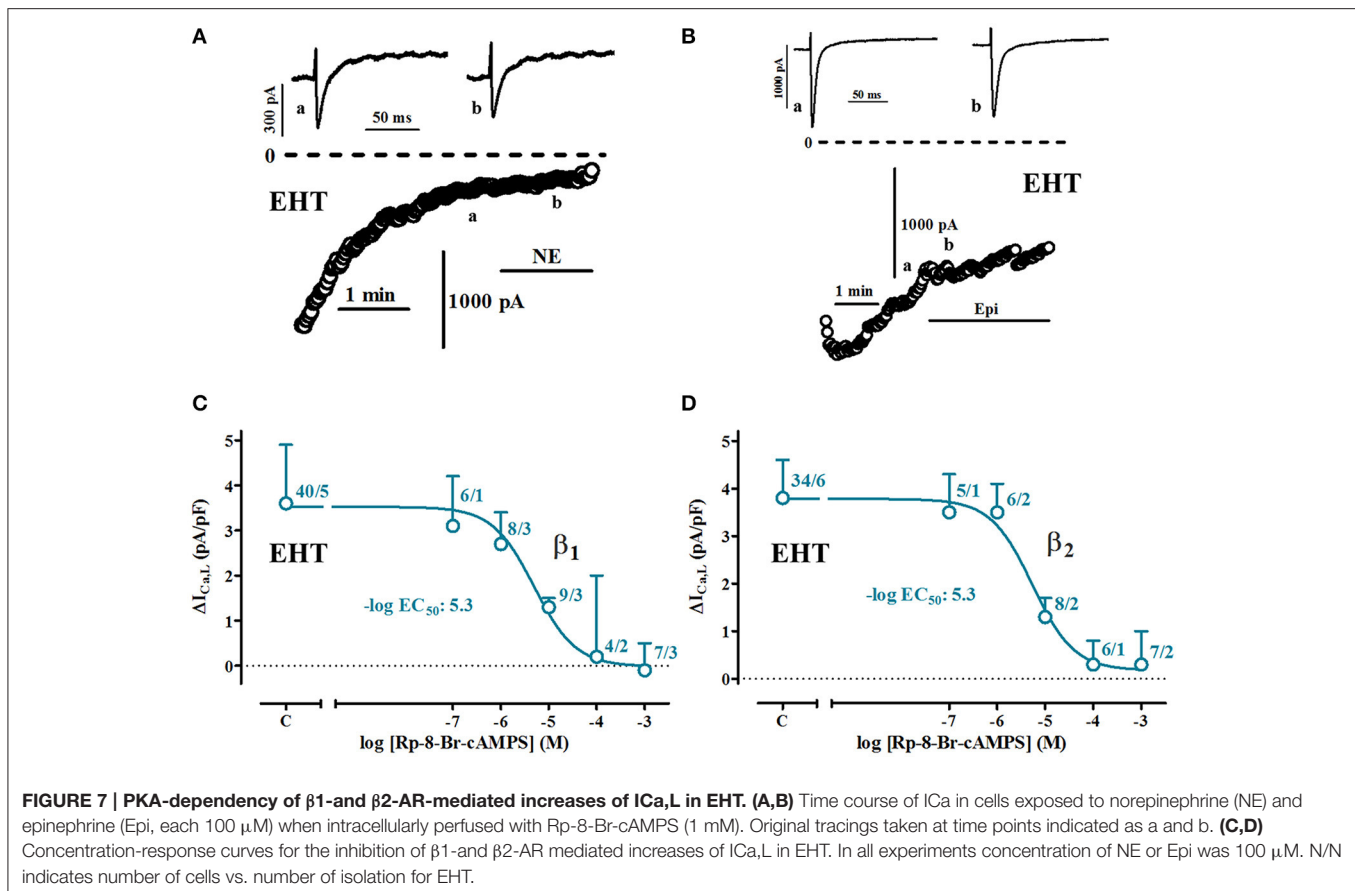 A
a
b
300 pA
50 ms
0
EHT
a
b
NE
1 min
1000 pA
B
1000 pA
a
50 ms
b
0
EHT
1000 pA
b
a
1 min
Epi
C
ΔI_Ca,L (pA/pF)
5
4
3
2
1
0
40/5
6/1
8/3
9/3
4/2
7/3
EHT
β₁
-log EC₅₀: 5.3
C
-7
-6
-5
-4
-3
log [Rp-8-Br-cAMPS] (M)
D
ΔI_Ca,L (pA/pF)
5
4
3
2
1
0
34/6
5/1
6/2
8/2
6/1
7/2
EHT
β₂
-log EC₅₀: 5.3
C
-7
-6
-5
-4
-3
log [Rp-8-Br-cAMPS] (M)
FIGURE 7 | PKA-dependency of β1-and β2-AR-mediated increases of ICa,L in EHT. (A,B) Time course of ICa in cells exposed to norepinephrine (NE) and
epinephrine (Epi, each 100 μM) when intracellularly perfused with Rp-8-Br-cAMPS (1 mM). Original tracings taken at time points indicated as a and b. (C,D)
Concentration-response curves for the inhibition of β1-and β2-AR mediated increases of ICa,L in EHT. In all experiments concentration of NE or Epi was 100 μM. N/N
indicates number of cells vs. number of isolation for EHT.